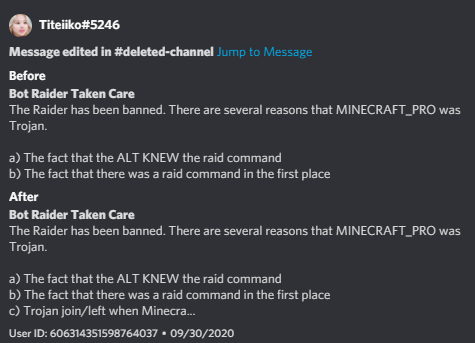 Titeiiko#5246
Message edited in #deleted-channel Jump to Message
Before
Bot Raider Taken Care
The Raider has been banned. There are several reasons that MINECRAFT_PRO was
Trojan.
a) The fact that the ALT KNEW the raid command
b) The fact that there was a raid command in the first place
After
Bot Raider Taken Care
The Raider has been banned. There are several reasons that MINECRAFT_PRO was
Trojan.
a) The fact that the ALT KNEW the raid command
b) The fact that there was a raid command in the first place
c) Trojan join/left when Minecra...
User ID: 606314351598764037 • 09/30/2020